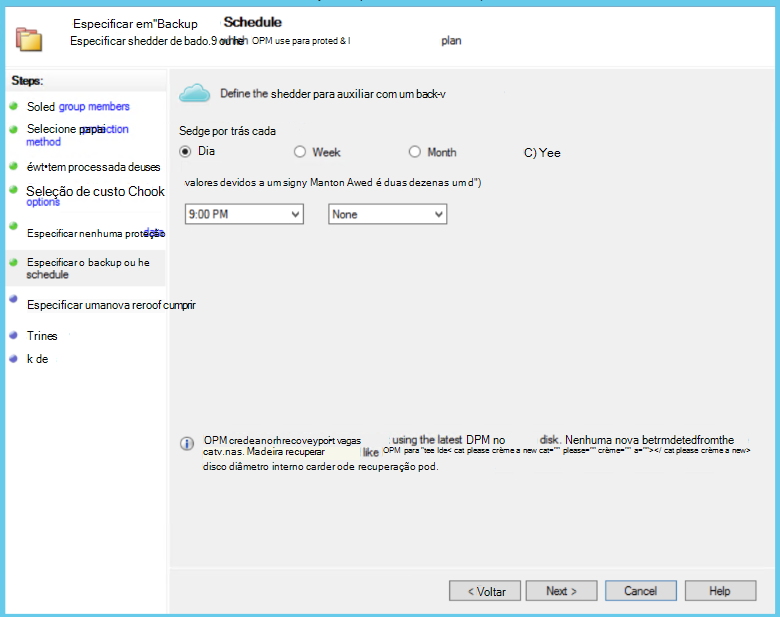 Especificar em"Backup Schedule
Especificar shedder de bado.9 ou he OPM use para proted & l plan
Steps:
Soled group members
Selecione papai
method
éwt•tem processada deuses
Seleção de custo Chook
options
Especificar nenhuma proteção
Especificar o backup ou he
schedule
Especificar umanova reroof cumprir
Trines
k de
Define the shedder para auxiliar com um back-v
Sedge por trás cada
Dia Week Month C) Yee
valores devidos a um signy Manton Awed é duas dezenas um d")
9:00 PM None
OPM credeanorhrecoveyport vagas using the latest DPM no disk. Nenhuma nova betrmdetedfromthe
catv.nas. Madeira recuperar like OPM para "tee Ide< cat please crème a new cat="" please="" crème="" a=""></ cat please crème a new>
disco diâmetro interno carder ode recuperação pod.
< Voltar Next > Cancel Help